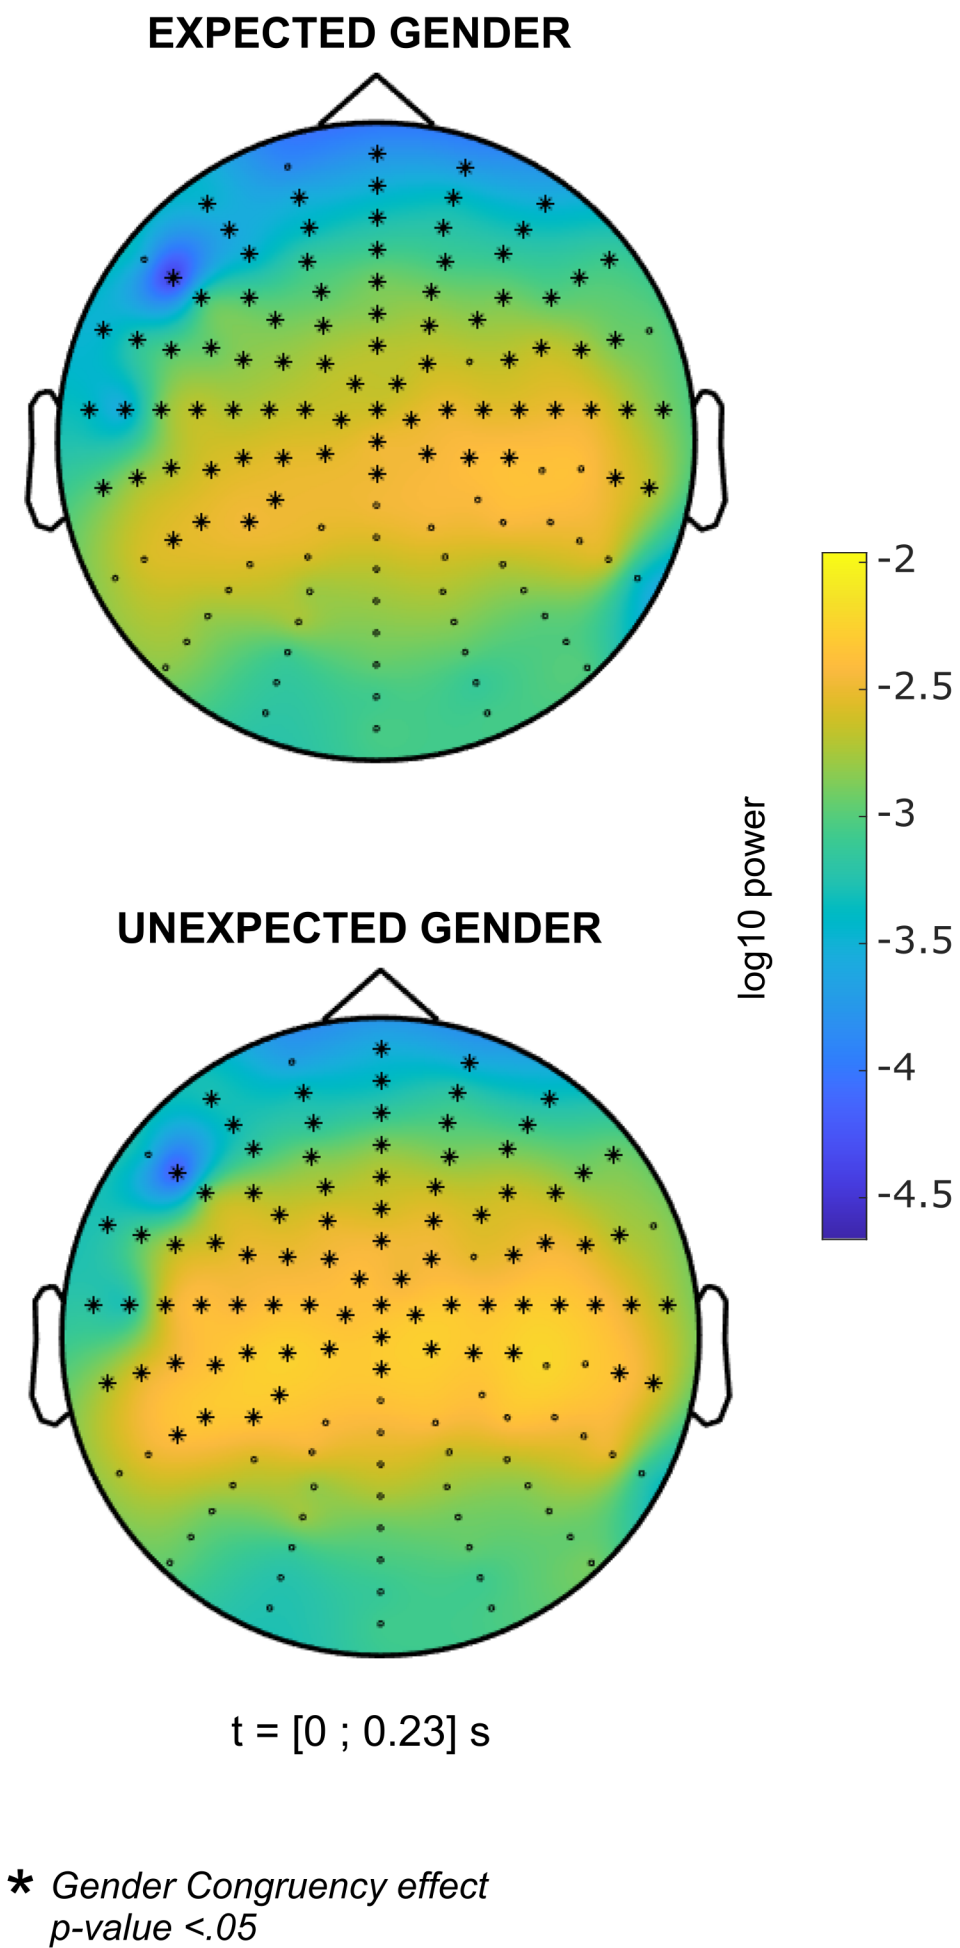 EXPECTED GENDER
-2
-2.5
-3
-3.5
-4
-4.5
log10 power
UNEXPECTED GENDER
t = [0 ; 0.23] s
* Gender Congruency effect
p-value <.05